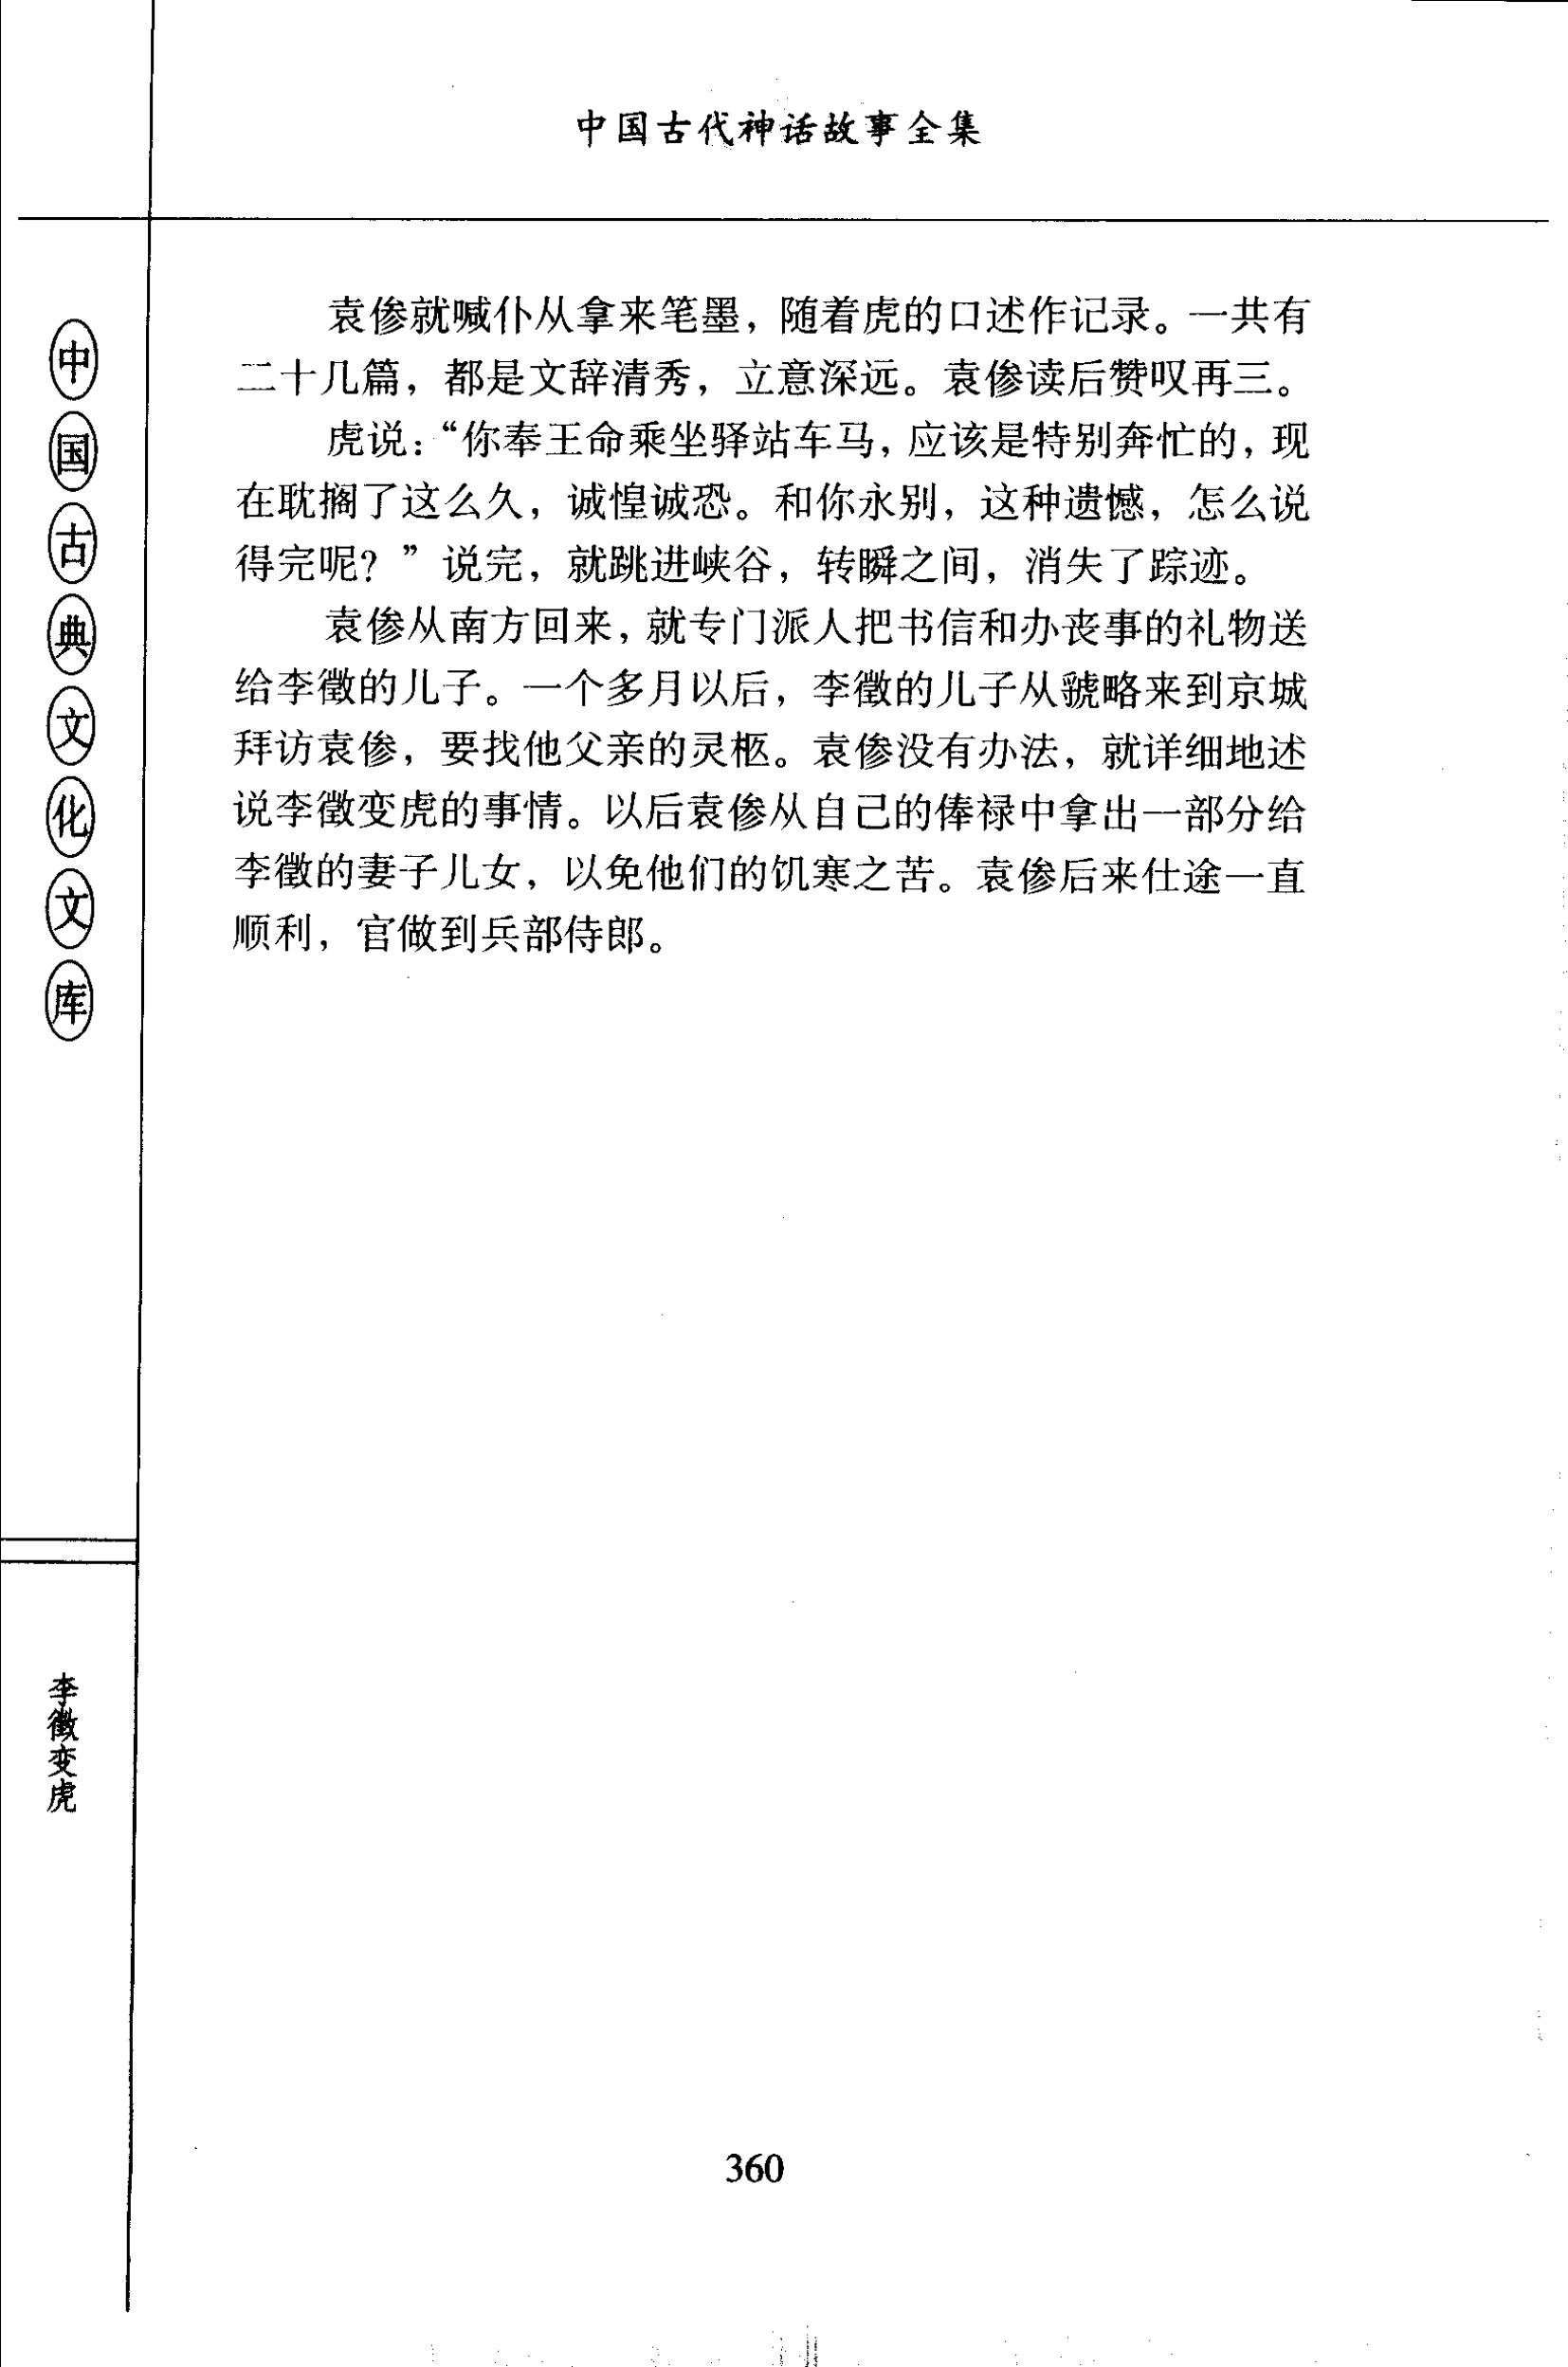 中国古代神话故事全集
中国古典文化文库
袁傪就喊仆从拿来笔墨，随着虎的口述作记录。一共有
二十几篇，都是文辞清秀，立意深远。袁傪读后赞叹再三。
虎说：“你奉王命乘坐驿站车马，应该是特别奔忙的，现
在耽搁了这么久，诚惶诚恐。和你永别，这种遗憾，怎么说
得完呢？”说完，就跳进峡谷，转瞬之间，消失了踪迹。
袁傪从南方回来，就专门派人把书信和办丧事的礼物送
给李徵的儿子。一个多月以后，李徵的儿子从虢略来到京城
拜访袁傪，要找他父亲的灵柩。袁傪没有办法，就详细地述
说李徵变虎的事情。以后袁傪从自己的俸禄中拿出一部分给
李徵的妻子儿女，以免他们的饥寒之苦。袁傪后来仕途一直
顺利，官做到兵部侍郎。
李徵变虎
360